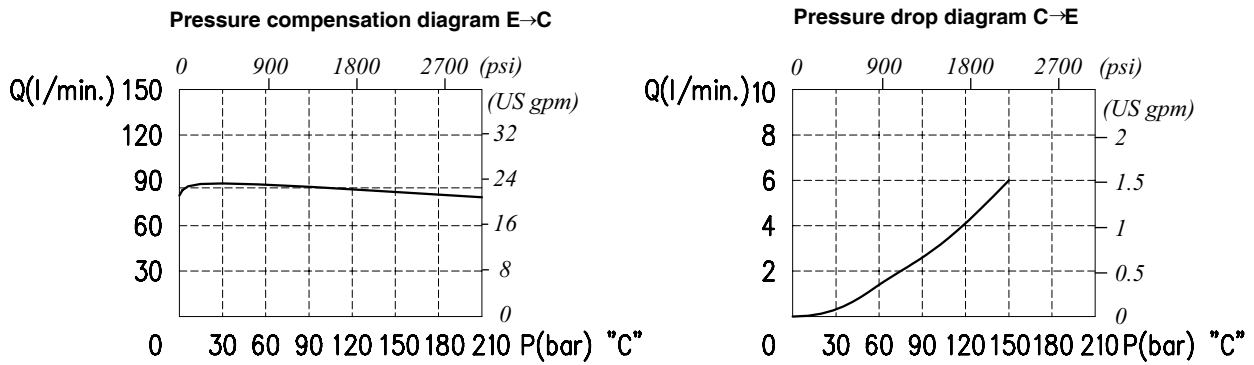 Pressure compensation diagram E→C
0 900 1800 2700 (psi)
Q(l/min.) 150
(US gpm)
120
32
90
24
60
16
30
8
0
0 30 60 90 120 150 180 210 P(bar) "C"
Pressure drop diagram C→E
0 900 1800 2700 (psi)
Q(l/min.) 10
(US gpm)
8
2
6
1.5
4
1
2
0.5
0
0 30 60 90 120 150 180 210 P(bar) "C"